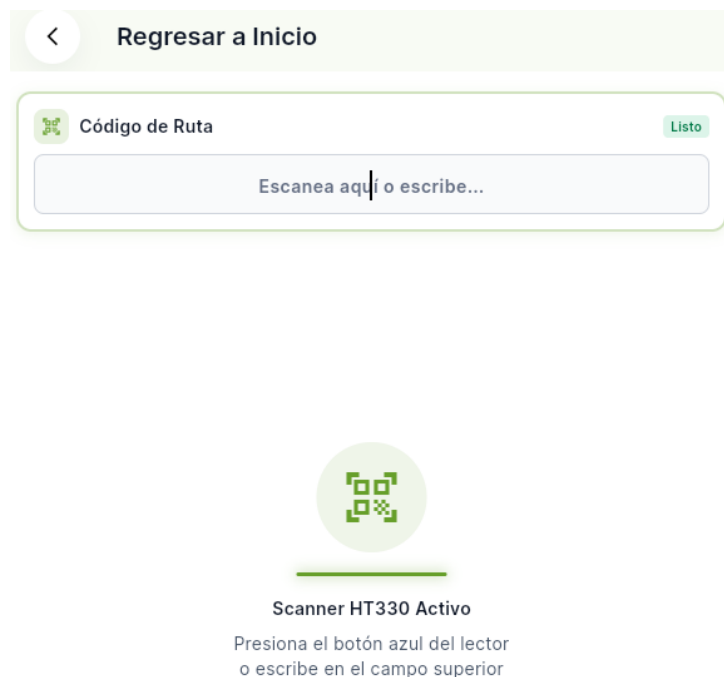 Regresar a Inicio
Código de Ruta
Listo
Escanea aquí o escribe...
Scanner HT330 Activo
Presiona el botón azul del lector
o escribe en el campo superior